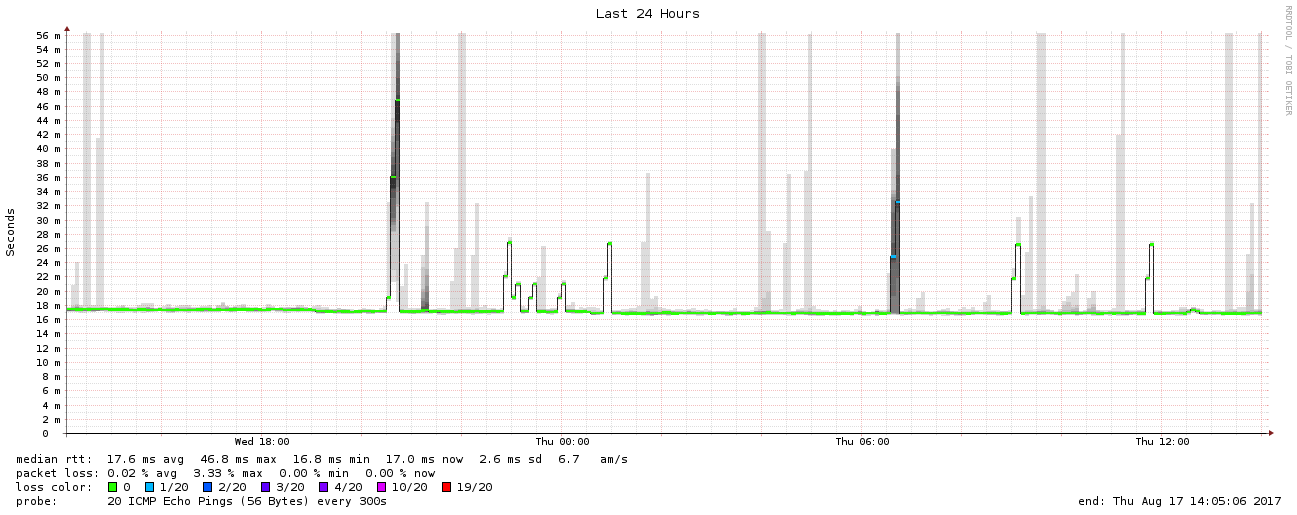 Last 24 Hours
RRDTOOL / TOBI OETIKER
Seconds
56 m
54 m
52 m
50 m
48 m
46 m
44 m
42 m
40 m
38 m
36 m
34 m
32 m
30 m
28 m
26 m
24 m
22 m
20 m
18 m
16 m
14 m
12 m
10 m
8 m
6 m
4 m
2 m
0
Wed 18:00 Thu 00:00 Thu 06:00 Thu 12:00
median rtt: 17.6 ms avg 46.8 ms max 16.8 ms min 17.0 ms now 2.6 ms sd 6.7 am/s
packet loss: 0.02 % avg 3.33 % max 0.00 % min 0.00 % now
loss color: 0 1/20 2/20 3/20 4/20 10/20 19/20
probe: 20 ICMP Echo Pings (56 Bytes) every 300s end: Thu Aug 17 14:05:06 2017